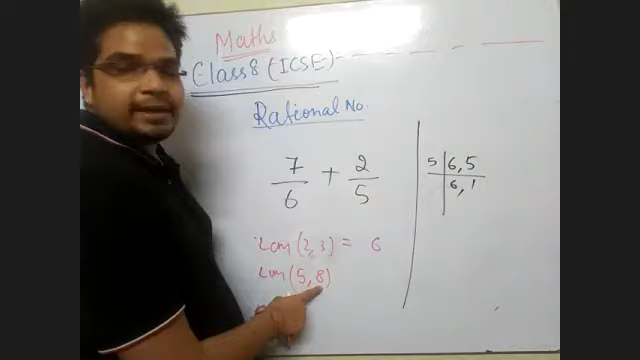 Maths
Class 8 (ICSE)
Rational No.
7/6 + 2/5
Lcm (2, 3) = 6
Lcm (5, 8)
5 | 6, 5
6, 1